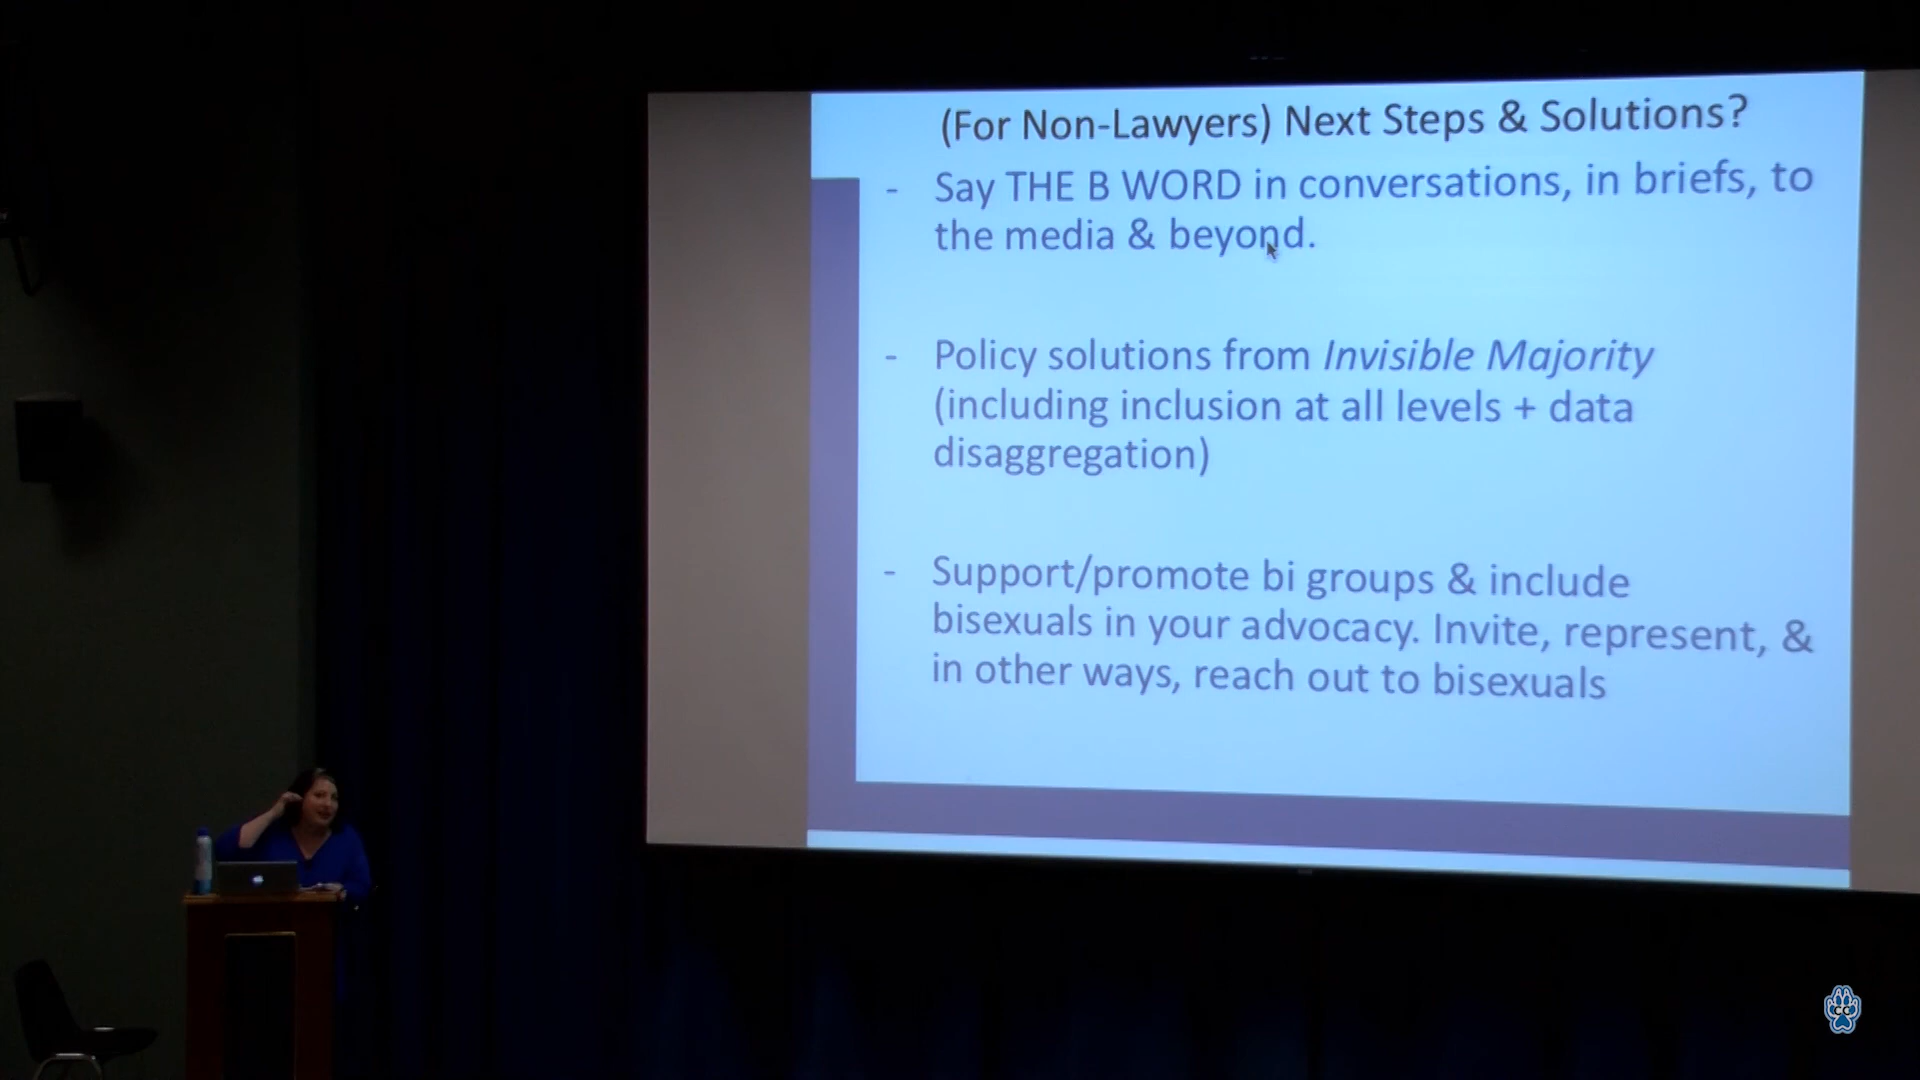 (For Non-Lawyers) Next Steps & Solutions?
- Say THE B WORD in conversations, in briefs, to
the media & beyond.
- Policy solutions from Invisible Majority
(including inclusion at all levels + data
disaggregation)
- Support/promote bi groups & include
bisexuals in your advocacy. Invite, represent, &
in other ways, reach out to bisexuals
CC